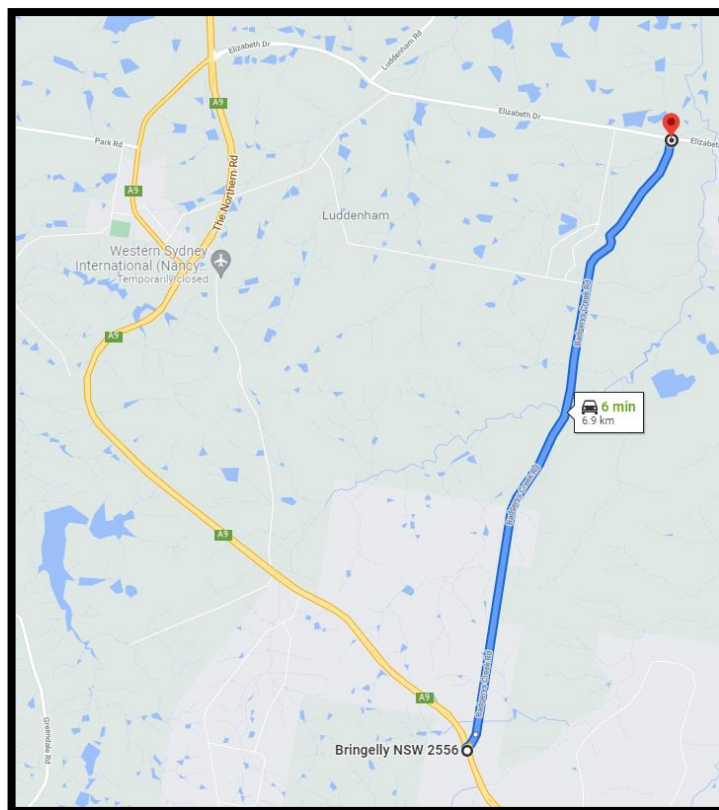 Elizabeth Dr
Luddenham Rd
A9
Elizabeth Dr
Park Rd
Elizabeth
A9
The Northern Rd
Luddenham
Western Sydney
International (Nancy...
Temporarily closed
Badgerys Creek Rd
A9
6 min
6.9 km
Badgerys Creek Rd
A9
Badgerys Creek Rd
A9
Greendale Rd
Bringelly NSW 2556